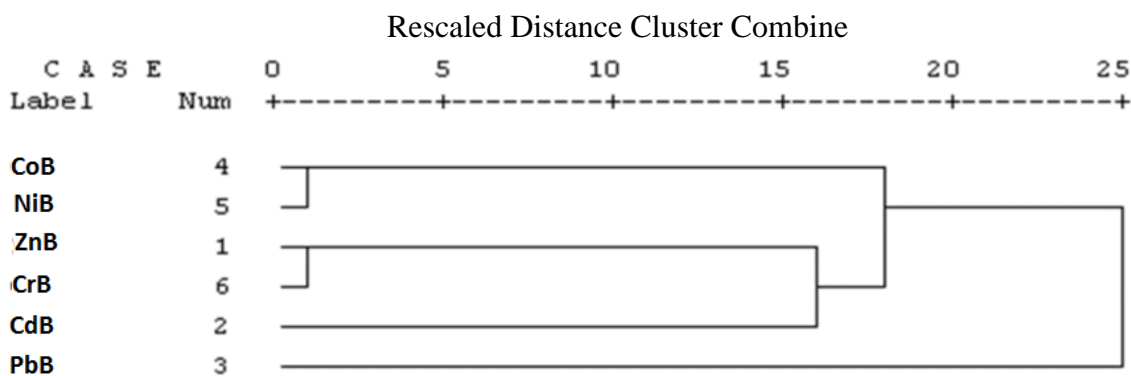 Rescaled Distance Cluster Combine
C A S E 0 5 10 15 20 25
Label Num +---------+---------+---------+---------+---------+
CoB 4
NiB 5
ZnB 1
CrB 6
CdB 2
PbB 3